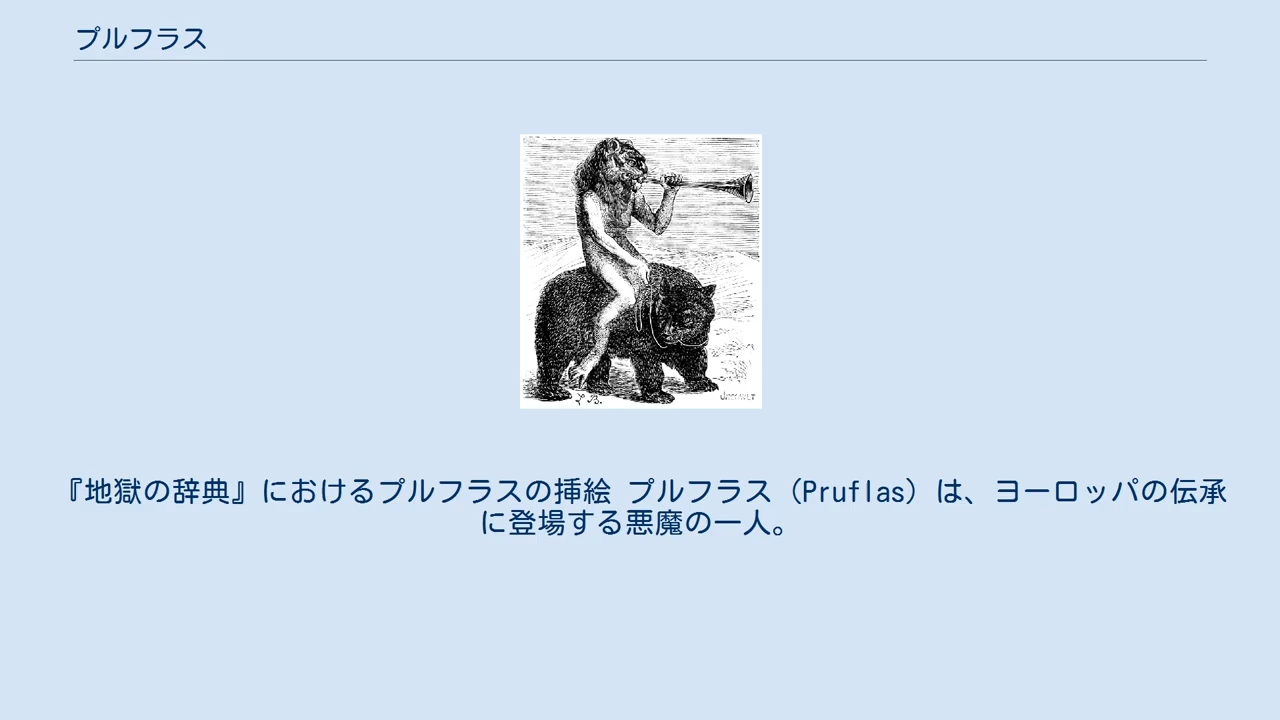 プルフラス
『地獄の辞典』におけるプルフラスの挿絵 プルフラス（Pruflas）は、ヨーロッパの伝承
に登場する悪魔の一人。